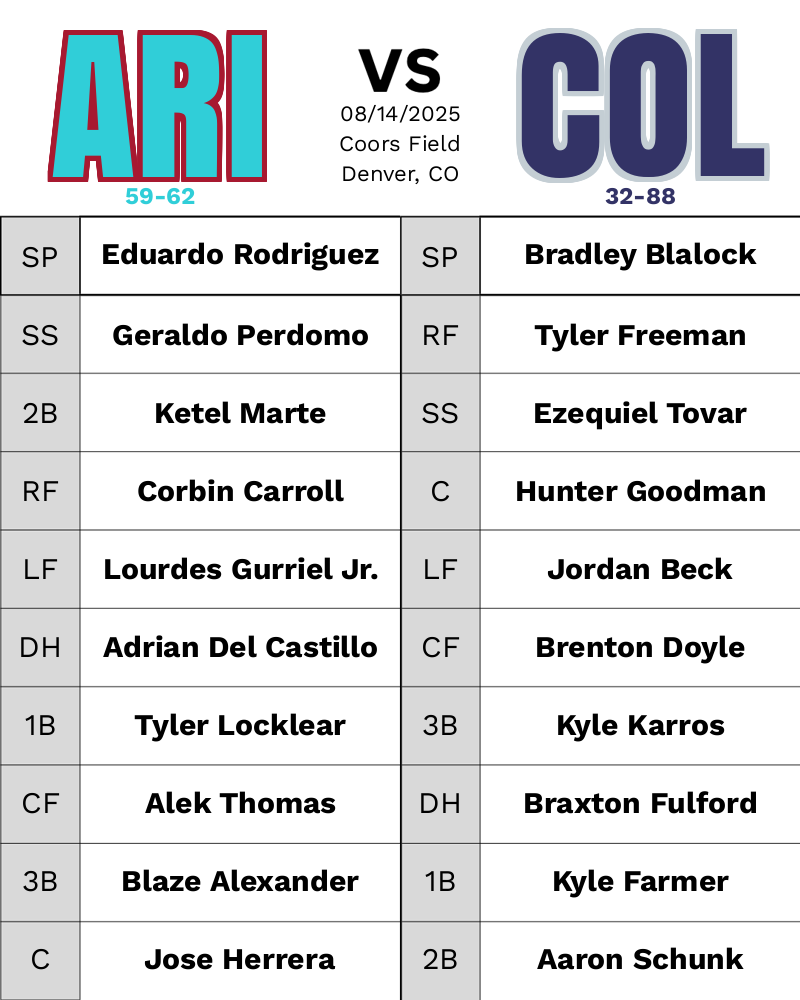 ARI
VS
COL
08/14/2025
Coors Field
Denver, CO
59-62
32-88
SP Eduardo Rodriguez SP Bradley Blalock
SS Geraldo Perdomo RF Tyler Freeman
2B Ketel Marte SS Ezequiel Tovar
RF Corbin Carroll C Hunter Goodman
LF Lourdes Gurriel Jr. LF Jordan Beck
DH Adrian Del Castillo CF Brenton Doyle
1B Tyler Locklear 3B Kyle Karros
CF Alek Thomas DH Braxton Fulford
3B Blaze Alexander 1B Kyle Farmer
C Jose Herrera 2B Aaron Schunk